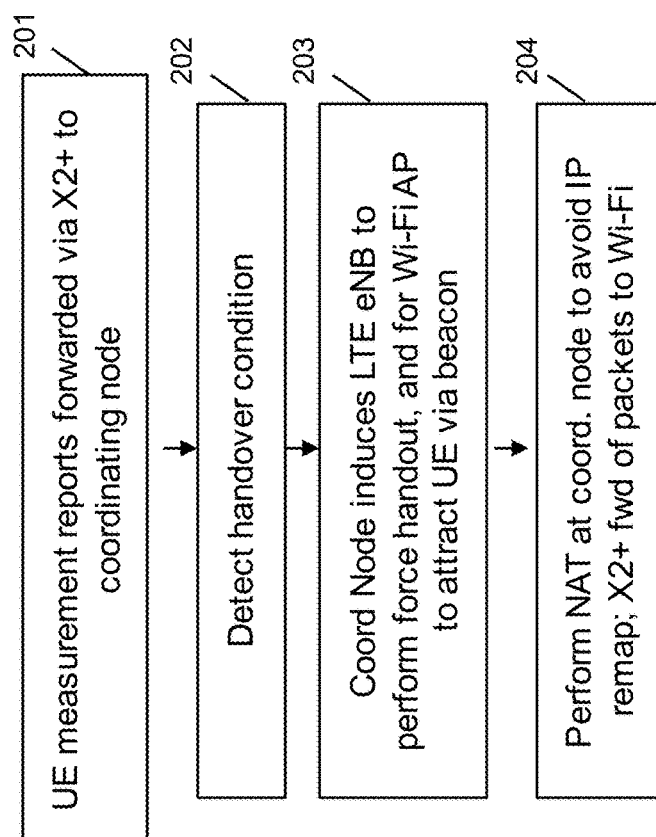 201
UE measurement reports forwarded via X2+ to
coordinating node
202
Detect handover condition
203
Coord Node induces LTE eNB to
perform force handout, and for Wi-Fi AP
to attract UE via beacon
204
Perform NAT at coord. node to avoid IP
remap; X2+ fwd of packets to Wi-Fi